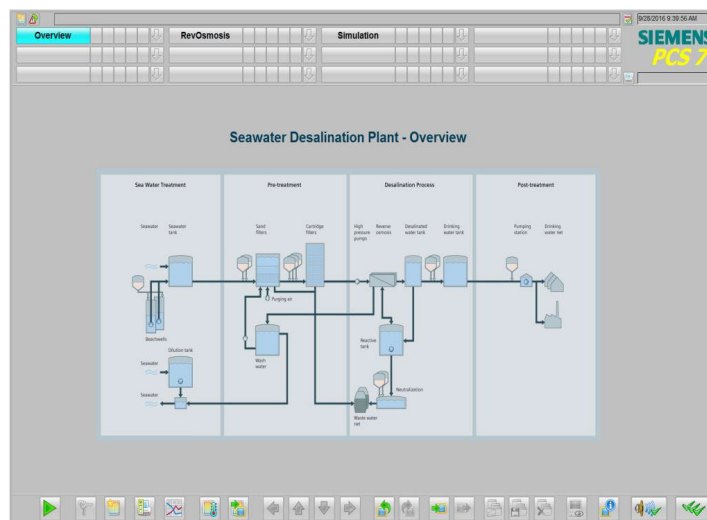 9/28/2016 9:39:56 AM
Overview
RevOsmosis
Simulation
SIEMENS
PCS 7
Seawater Desalination Plant - Overview
Sea Water Treatment
Pre-treatment
Desalination Process
Post-treatment
Seawater
Seawater
tank
Sand
filters
Cartridge
filters
High
pressure
pumps
Reverse
osmosis
Desalinated
water tank
Drinking
water tank
Pumping
station
Drinking
water net
Purging air
Beachwells
Dilution tank
Seawater
Seawater
Wash
water
Reactive
tank
Neutralization
Waste water
net